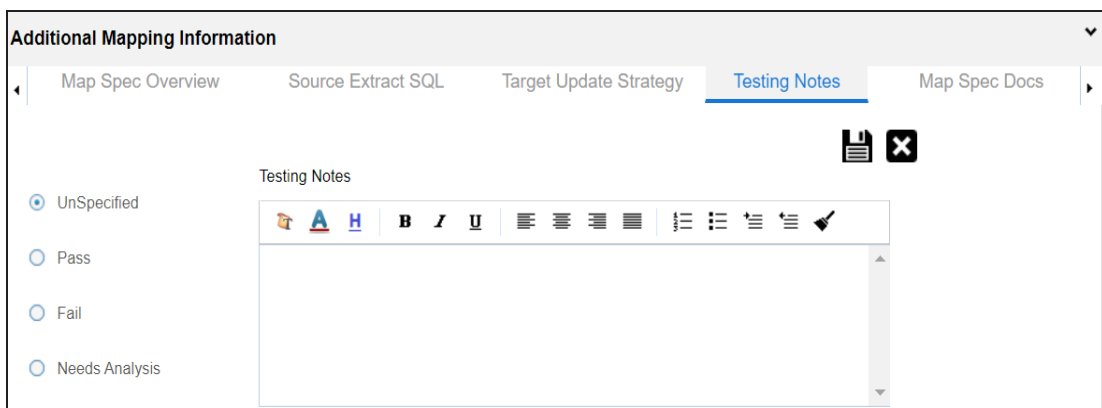 Additional Mapping Information
Map Spec Overview Source Extract SQL Target Update Strategy Testing Notes Map Spec Docs
Testing Notes
UnSpecified
A H B I U
Pass
Fail
Needs Analysis